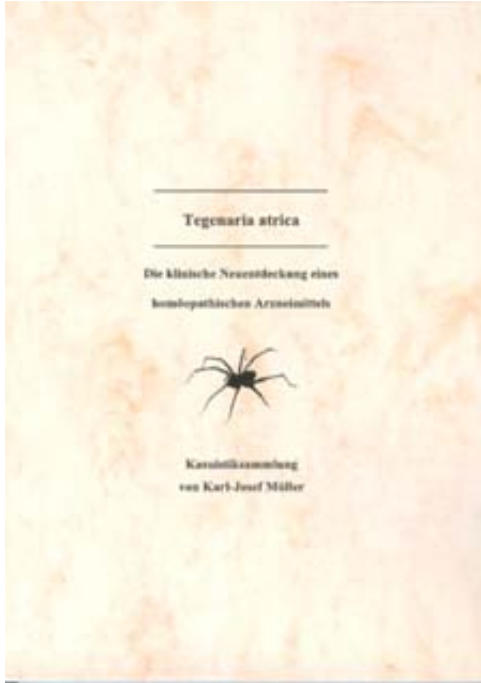 Tegenaria atrica
Die klinische Neuentdeckung eines
homöopathischen Arzneimittels
Kasuistiksammlung
von Karl-Josef Müller